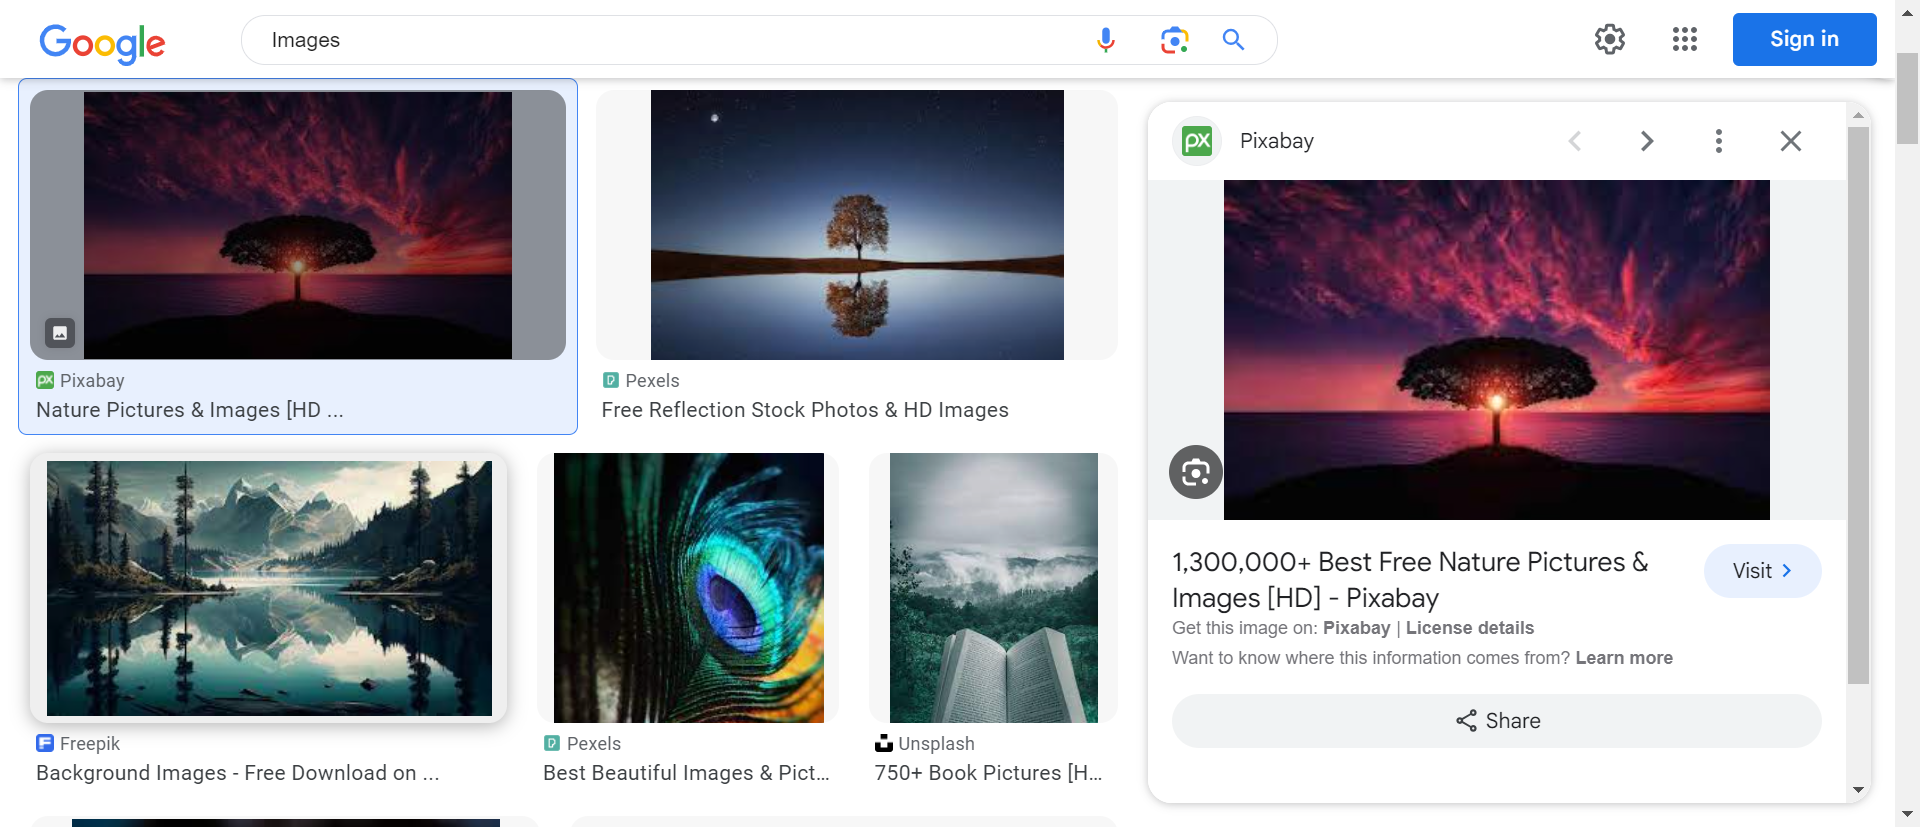 Google
Images
Sign in
Pixabay
Nature Pictures & Images [HD ...
Pexels
Free Reflection Stock Photos & HD Images
Freepik
Background Images - Free Download on ...
Pexels
Best Beautiful Images & Pict...
Unsplash
750+ Book Pictures [H...
px
Pixabay
1,300,000+ Best Free Nature Pictures &
Images [HD] - Pixabay
Visit
Get this image on: Pixabay | License details
Want to know where this information comes from? Learn more
Share